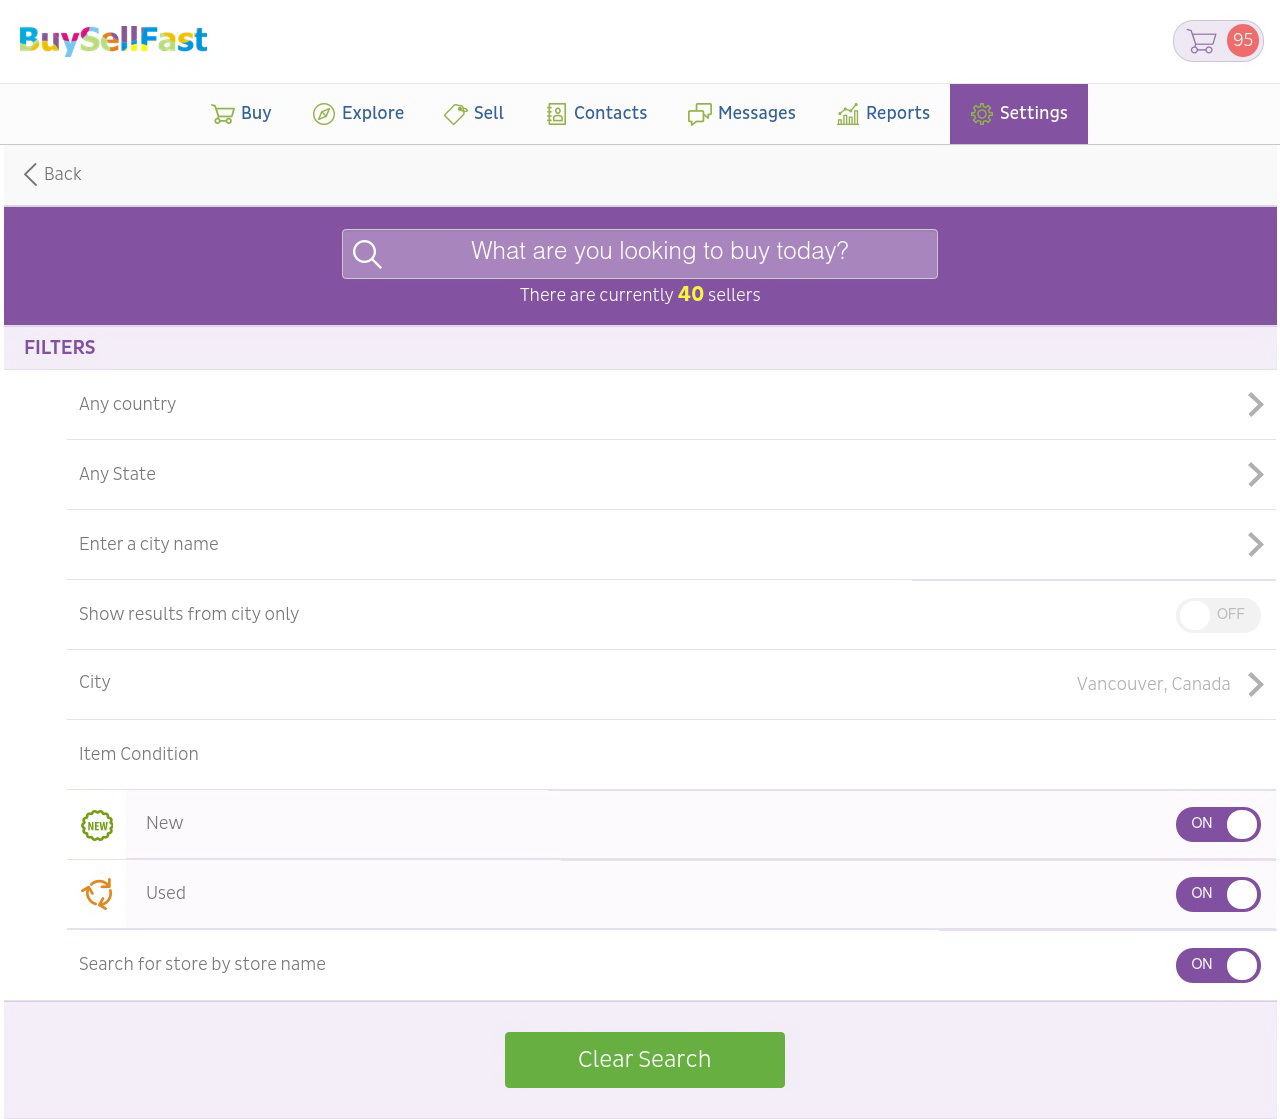 BuySellFast
95
Buy Explore Sell Contacts Messages Reports Settings
Back
What are you looking to buy today?
There are currently 40 sellers
FILTERS
Any country
Any State
Enter a city name
Show results from city only OFF
City Vancouver, Canada
Item Condition
NEW New ON
Used ON
Search for store by store name ON
Clear Search